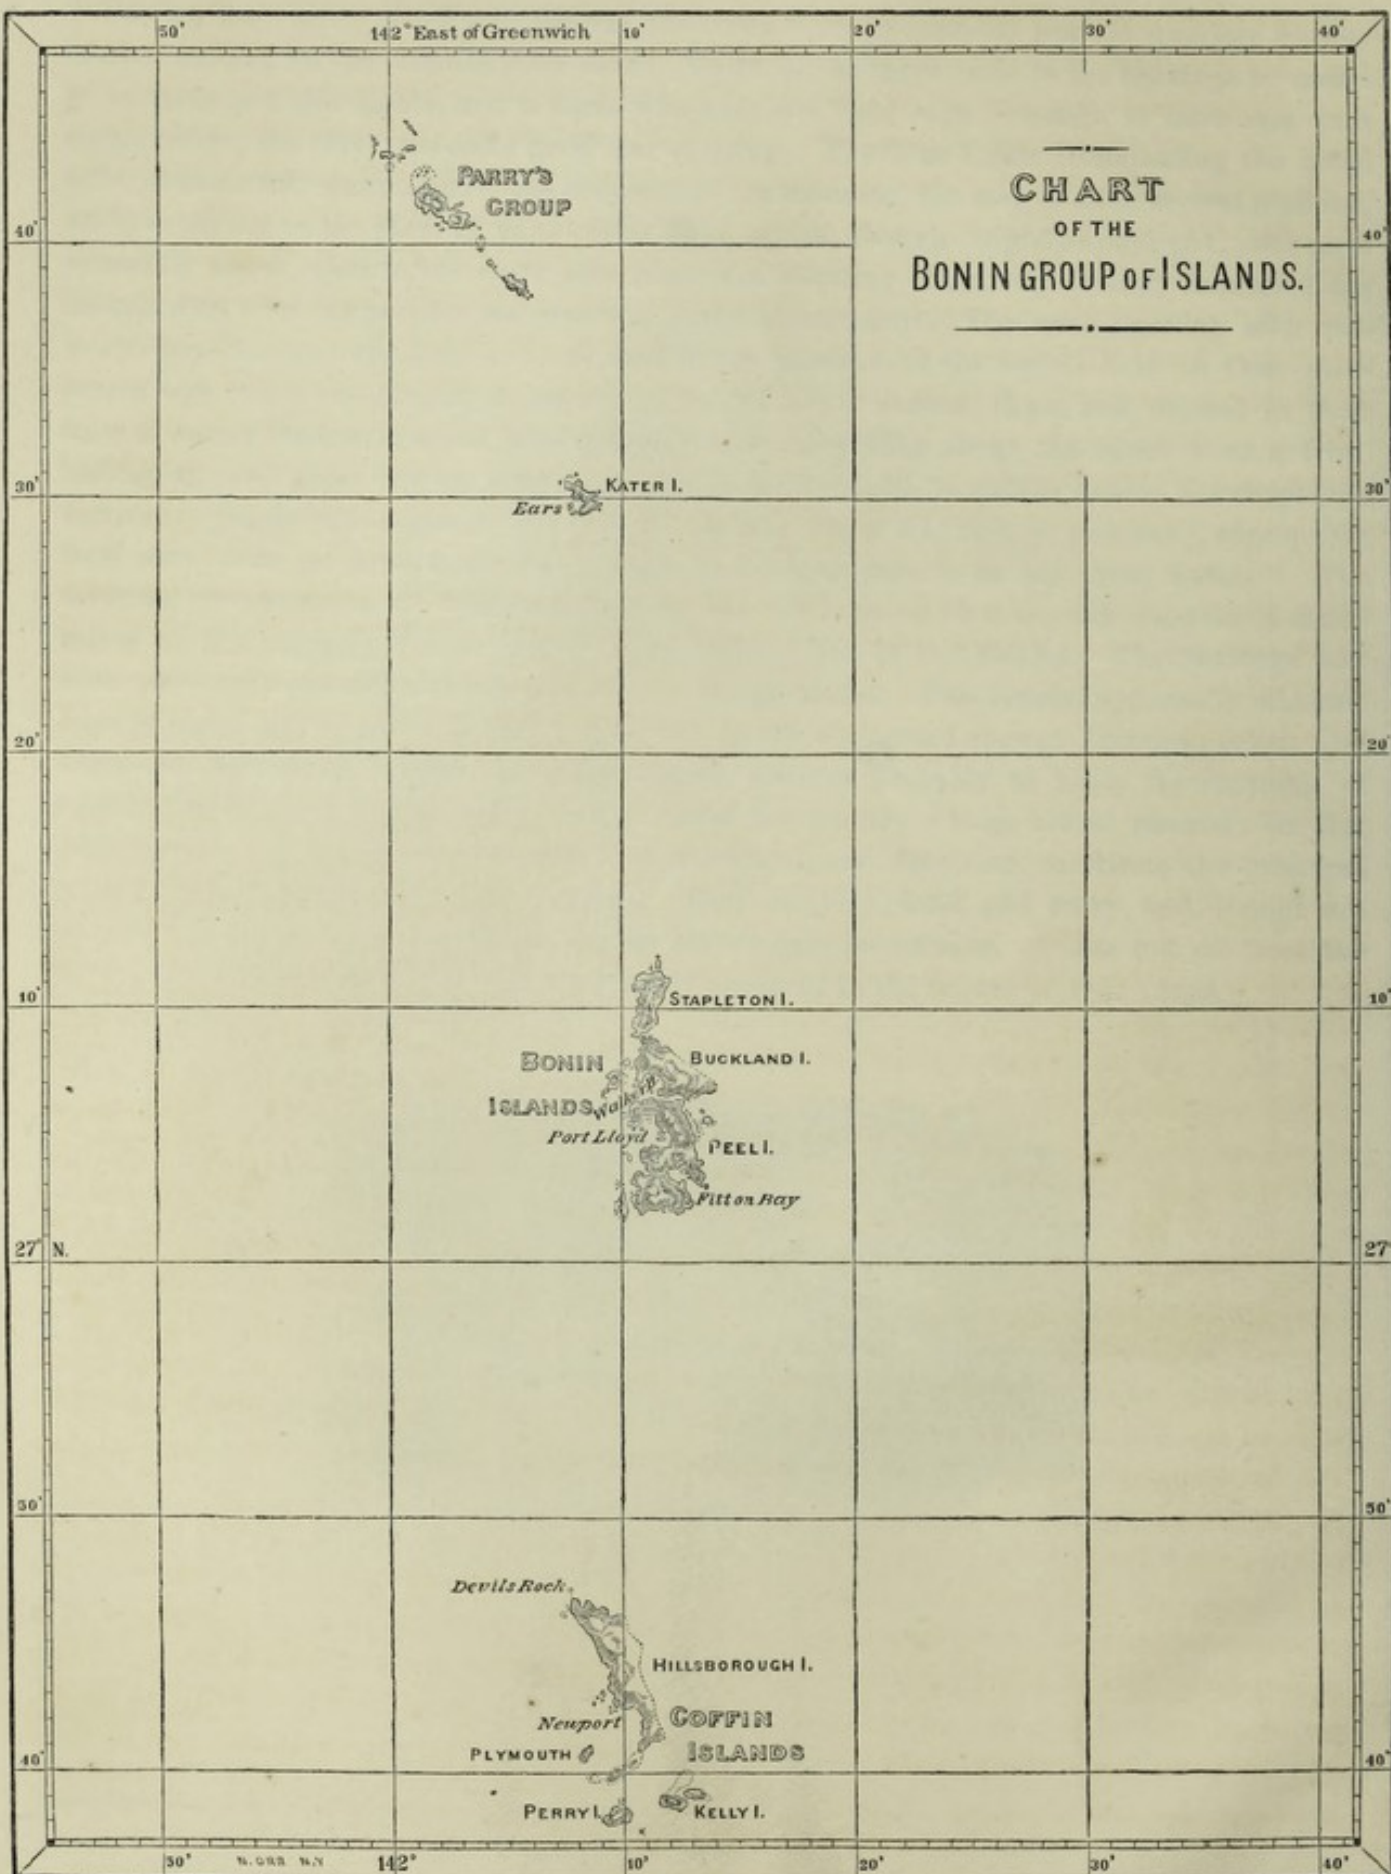 50' 142° East of Greenwich 10' 20' 30' 40'
CHART
OF THE
BONIN GROUP OF ISLANDS.
PARRY'S
GROUP
40' 40'
KATER I.
30' 30'
Ears
20' 20'
STAPLETON I.
10' 10'
BUCKLAND I.
BONIN
ISLANDS
Port Lloyd
PEEL I.
Fitton Bay
27° N. 27°
50' 50'
Devils Rock
HILLSBOROUGH I.
Newport
COFFIN
ISLANDS
PLYMOUTH
40' 40'
PERRY I.
KELLY I.
50' N. ORR N.Y 142° 10' 20' 30' 40'